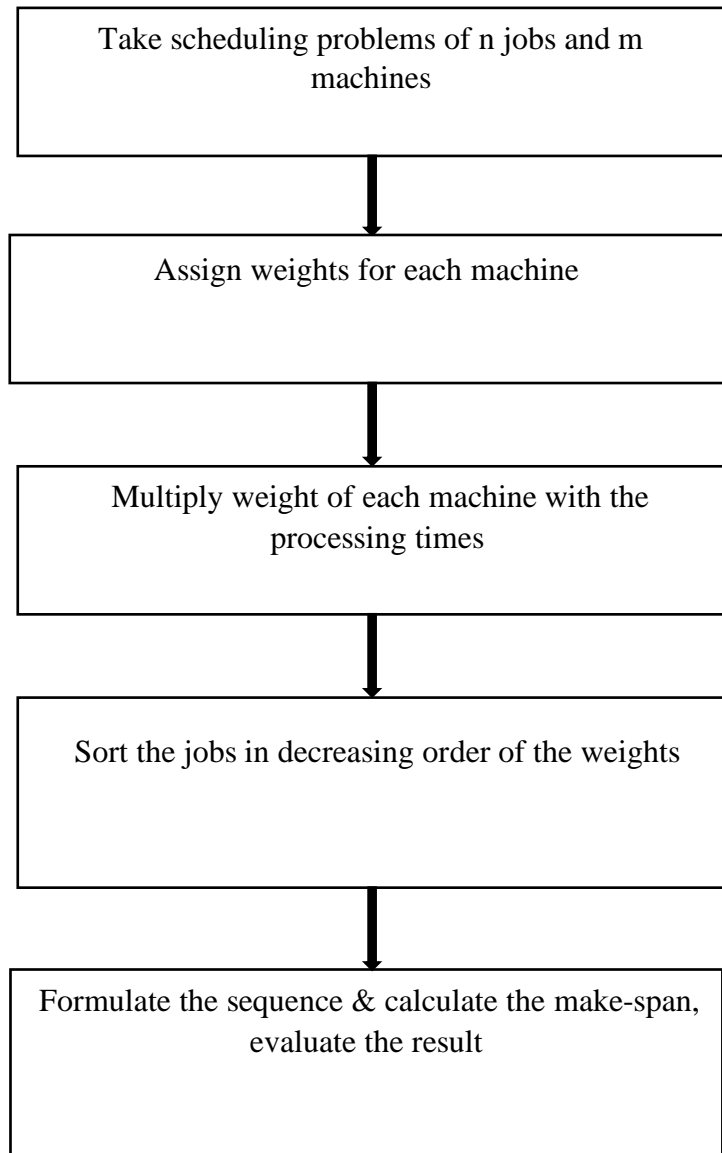 Take scheduling problems of n jobs and m
machines
Assign weights for each machine
Multiply weight of each machine with the
processing times
Sort the jobs in decreasing order of the weights
Formulate the sequence & calculate the make-span,
evaluate the result